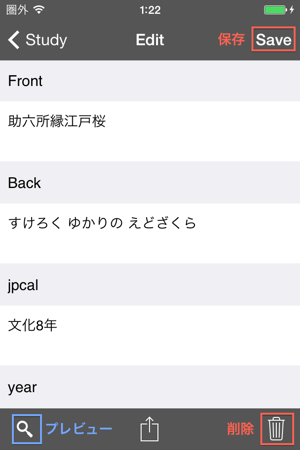 圏外 1:22
Study Edit 保存 Save
Front
助六所縁江戸桜
Back
すけろく ゆかりの えどざくら
jpcal
文化8年
year
プレビュー 削除